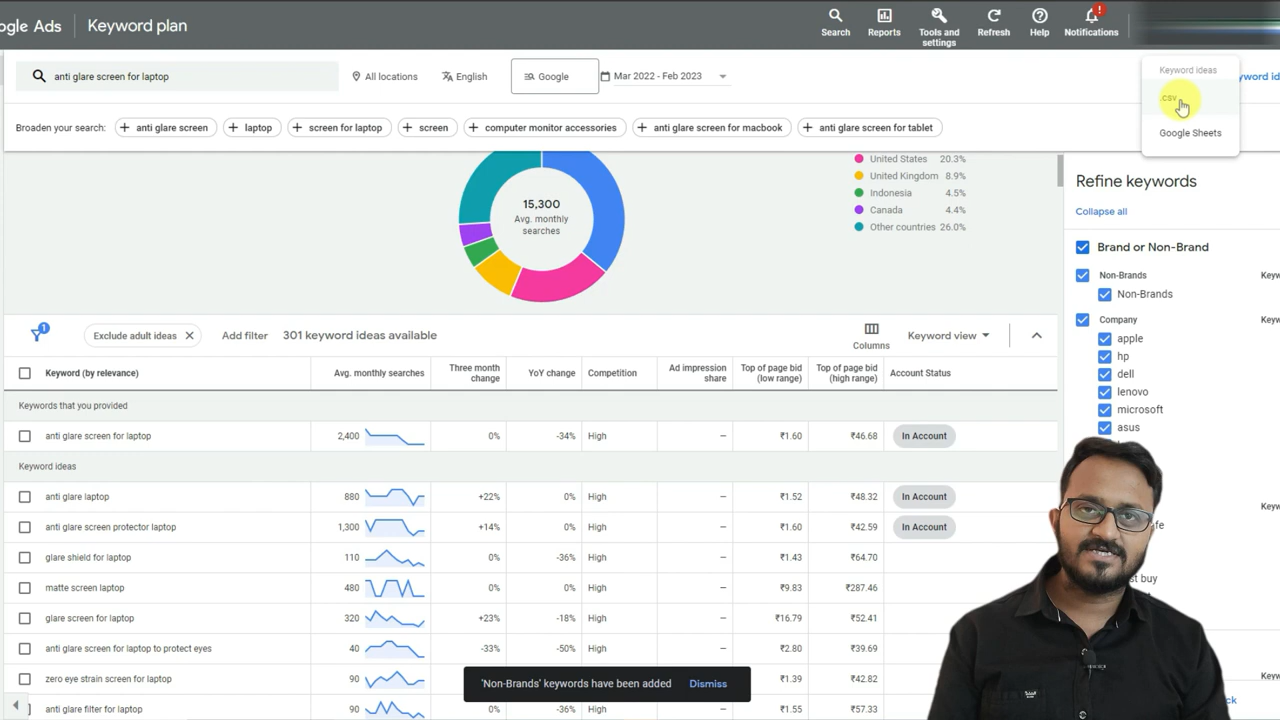 ogle Ads
Keyword plan
Search
Reports
Tools and settings
Refresh
Help
!
Notifications
anti glare screen for laptop
All locations
English
Google
Mar 2022 - Feb 2023
Keyword ideas
.csv
Google Sheets
yword id
Broaden your search:
anti glare screen
laptop
screen for laptop
screen
computer monitor accessories
anti glare screen for macbook
anti glare screen for tablet
15,300
Avg. monthly
searches
United States 20.3%
United Kingdom 8.9%
Indonesia 4.5%
Canada 4.4%
Other countries 26.0%
Refine keywords
Collapse all
Brand or Non-Brand
Non-Brands
Keyw
Non-Brands
Company
Keyw
apple
hp
dell
lenovo
microsoft
asus
Keyw
fe
st buy
ck
1
Exclude adult ideas
Add filter
301 keyword ideas available
Columns
Keyword view
Keyword (by relevance) Avg. monthly searches Three month change YoY change Competition Ad impression share Top of page bid (low range) Top of page bid (high range) Account Status
Keywords that you provided
anti glare screen for laptop 2,400 0% -34% High – ₹1.60 ₹46.68 In Account
Keyword ideas
anti glare laptop 880 +22% 0% High – ₹1.52 ₹48.32 In Account
anti glare screen protector laptop 1,300 +14% 0% High – ₹1.60 ₹42.59 In Account
glare shield for laptop 110 0% -36% High – ₹1.43 ₹64.70
matte screen laptop 480 0% 0% High – ₹9.83 ₹287.46
glare screen for laptop 320 +23% -18% High – ₹16.79 ₹52.41
anti glare screen for laptop to protect eyes 40 -33% -50% High – ₹2.80 ₹39.69
zero eye strain screen for laptop 90 – ₹1.39 ₹42.82
anti glare filter for laptop 90 0% -36% High – ₹1.55 ₹57.33
'Non-Brands' keywords have been added
Dismiss